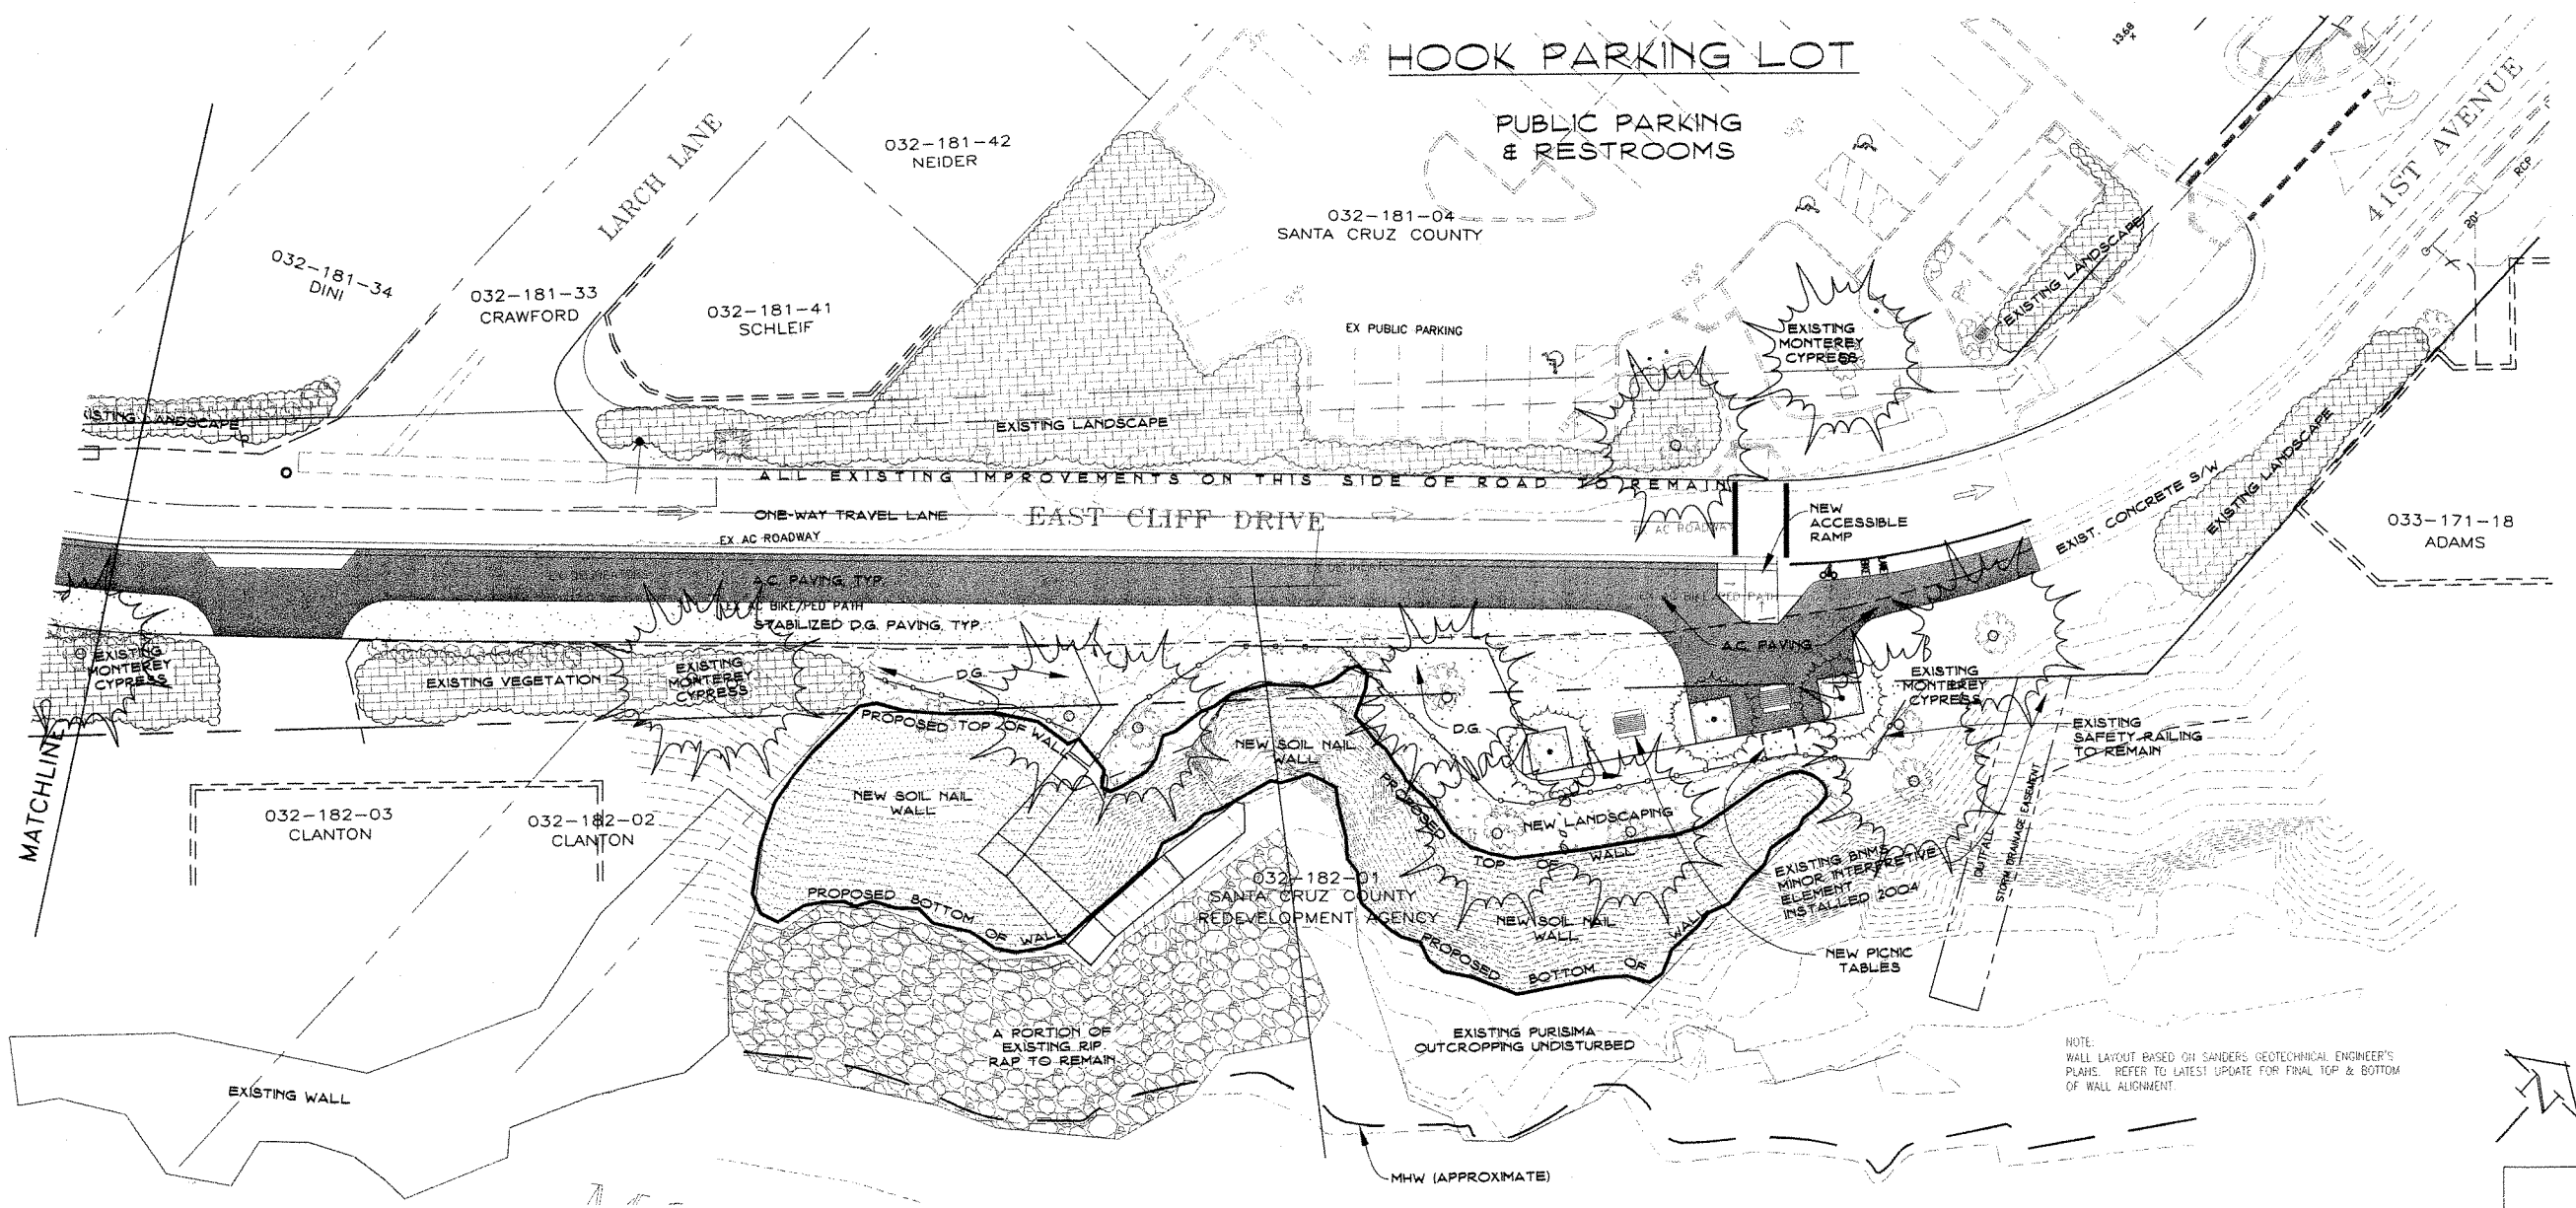 HOOK PARKING LOT
PUBLIC PARKING
& RESTROOMS
13.68
41ST AVENUE
RCP
20'
LARCH LANE
032-181-42
NEIDER
032-181-04
SANTA CRUZ COUNTY
032-181-34
DINI
032-181-33
CRAWFORD
032-181-41
SCHLEIF
EX PUBLIC PARKING
EXISTING
MONTEREY
CYPRESS
EXISTING LANDSCAPE
EXISTING LANDSCAPE
EXISTING LANDSCAPE
ALL EXISTING IMPROVEMENTS ON THIS SIDE OF ROAD TO REMAIN
ONE-WAY TRAVEL LANE
EAST CLIFF DRIVE
EX AC ROADWAY
EX AC ROADWAY
NEW
ACCESSIBLE
RAMP
EXIST. CONCRETE S/W
EXISTING LANDSCAPE
033-171-18
ADAMS
A.C. PAVING, TYP.
BIKE/PED PATH
STABILIZED D.G. PAVING, TYP.
A.C. PAVING
EXISTING
MONTEREY
CYPRESS
EXISTING VEGETATION
EXISTING
MONTEREY
CYPRESS
D.G.
D.G.
EXISTING
MONTEREY
CYPRESS
EXISTING
SAFETY RAILING
TO REMAIN
MATCHLINE
PROPOSED TOP OF WALL
NEW SOIL NAIL
WALL
NEW SOIL NAIL
WALL
PROPOSED
TOP OF WALL
NEW LANDSCAPING
032-182-03
CLANTON
032-182-02
CLANTON
OUTFALL
STORM DRAINAGE EASEMENT
EXISTING BNMS
MINOR INTERPRETIVE
ELEMENT
INSTALLED 2004
PROPOSED BOTTOM OF WALL
032-182-01
SANTA CRUZ COUNTY
REDEVELOPMENT AGENCY
NEW SOIL NAIL
WALL
PROPOSED BOTTOM OF WALL
NEW PICNIC
TABLES
A PORTION OF
EXISTING RIP
RAP TO REMAIN
EXISTING PURISIMA
OUTCROPPING UNDISTURBED
EXISTING WALL
NOTE:
WALL LAYOUT BASED ON SANDERS GEOTECHNICAL ENGINEER'S
PLANS. REFER TO LATEST UPDATE FOR FINAL TOP & BOTTOM
OF WALL ALIGNMENT.
MHW (APPROXIMATE)